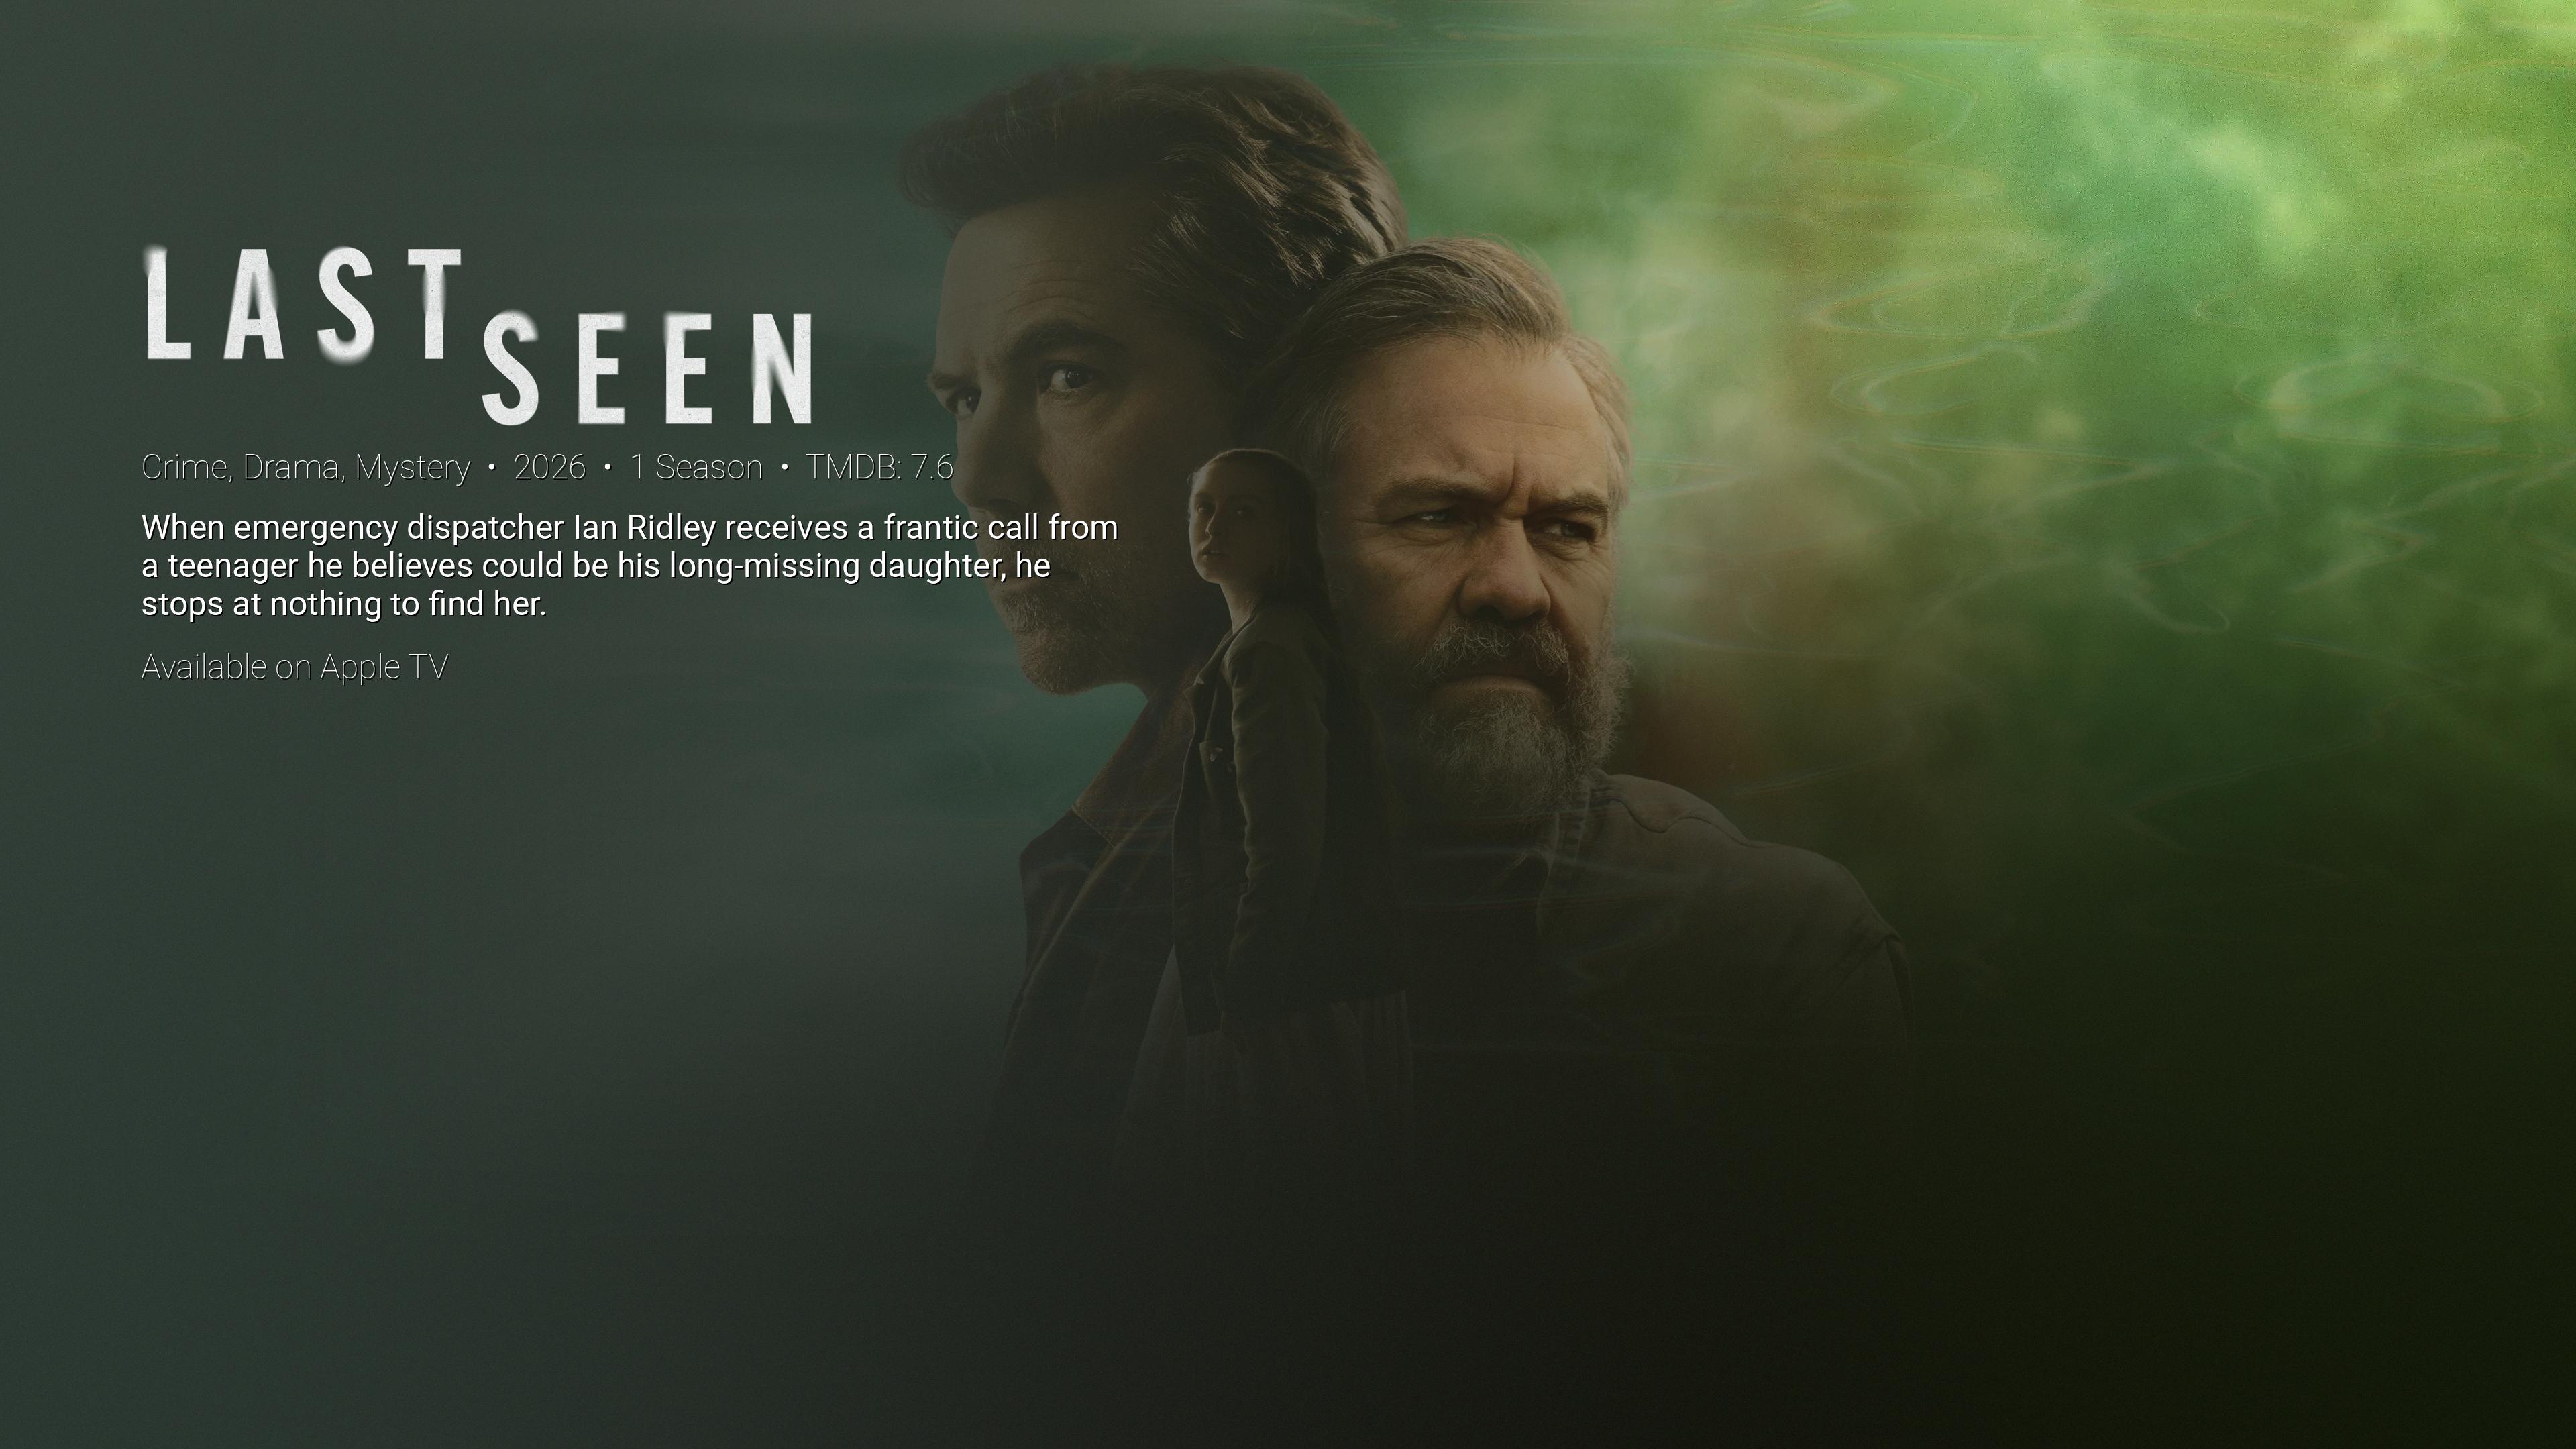 LAST SEEN
Crime, Drama, Mystery • 2026 • 1 Season • TMDB: 7.6
When emergency dispatcher Ian Ridley receives a frantic call from
a teenager he believes could be his long-missing daughter, he
stops at nothing to find her.
Available on Apple TV